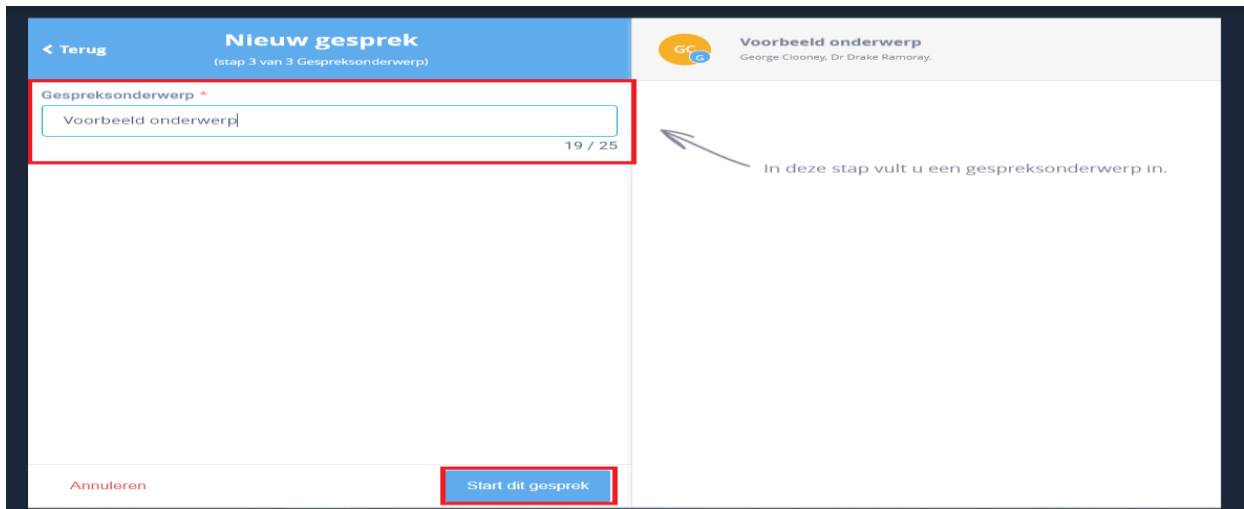 Terug
Nieuw gesprek
(stap 3 van 3 Gespreksonderwerp)
Gespreksonderwerp *
Voorbeeld onderwerp
19 / 25
Annuleren
Start dit gesprek
GC
G
Voorbeeld onderwerp
George Clooney, Dr Drake Ramoray.
In deze stap vult u een gespreksonderwerp in.